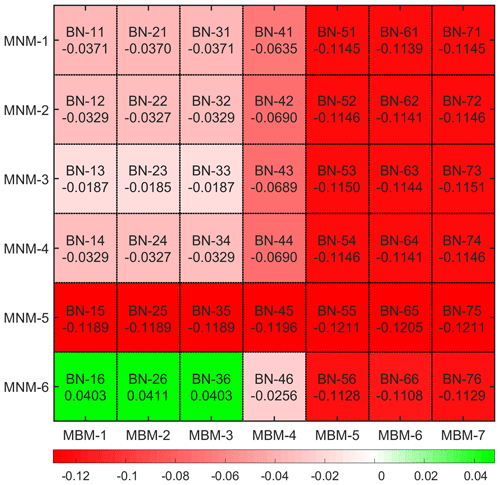 MNM-1 BN-11 BN-21 BN-31 BN-41 BN-51 BN-61 BN-71
-0.0371 -0.0370 -0.0371 -0.0635 -0.1145 -0.1139 -0.1145
MNM-2 BN-12 BN-22 BN-32 BN-42 BN-52 BN-62 BN-72
-0.0329 -0.0327 -0.0329 -0.0690 -0.1146 -0.1141 -0.1146
MNM-3 BN-13 BN-23 BN-33 BN-43 BN-53 BN-63 BN-73
-0.0187 -0.0185 -0.0187 -0.0689 -0.1150 -0.1144 -0.1151
MNM-4 BN-14 BN-24 BN-34 BN-44 BN-54 BN-64 BN-74
-0.0329 -0.0327 -0.0329 -0.0690 -0.1146 -0.1141 -0.1146
MNM-5 BN-15 BN-25 BN-35 BN-45 BN-55 BN-65 BN-75
-0.1189 -0.1189 -0.1189 -0.1196 -0.1211 -0.1205 -0.1211
MNM-6 BN-16 BN-26 BN-36 BN-46 BN-56 BN-66 BN-76
0.0403 0.0411 0.0403 -0.0256 -0.1128 -0.1108 -0.1129
MBM-1 MBM-2 MBM-3 MBM-4 MBM-5 MBM-6 MBM-7
-0.12 -0.1 -0.08 -0.06 -0.04 -0.02 0 0.02 0.04